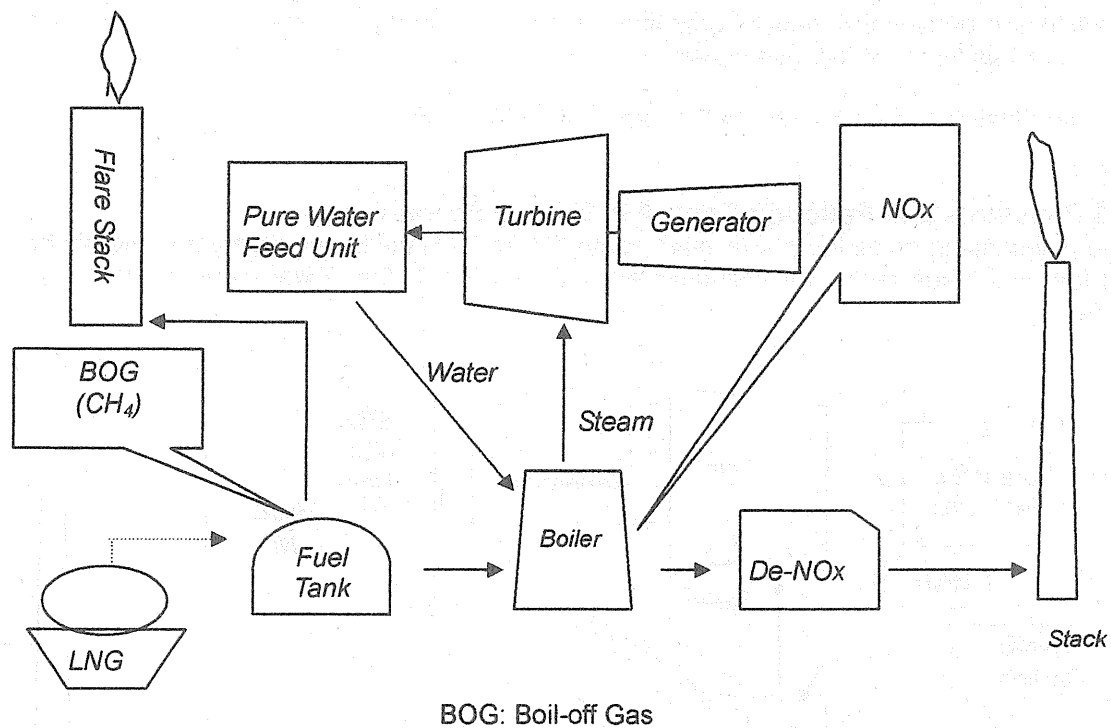 Flare Stack
Pure Water
Feed Unit
Turbine
Generator
NOx
BOG
(CH₄)
Water
Steam
Boiler
Fuel
Tank
De-NOx
LNG
Stack
BOG: Boil-off Gas